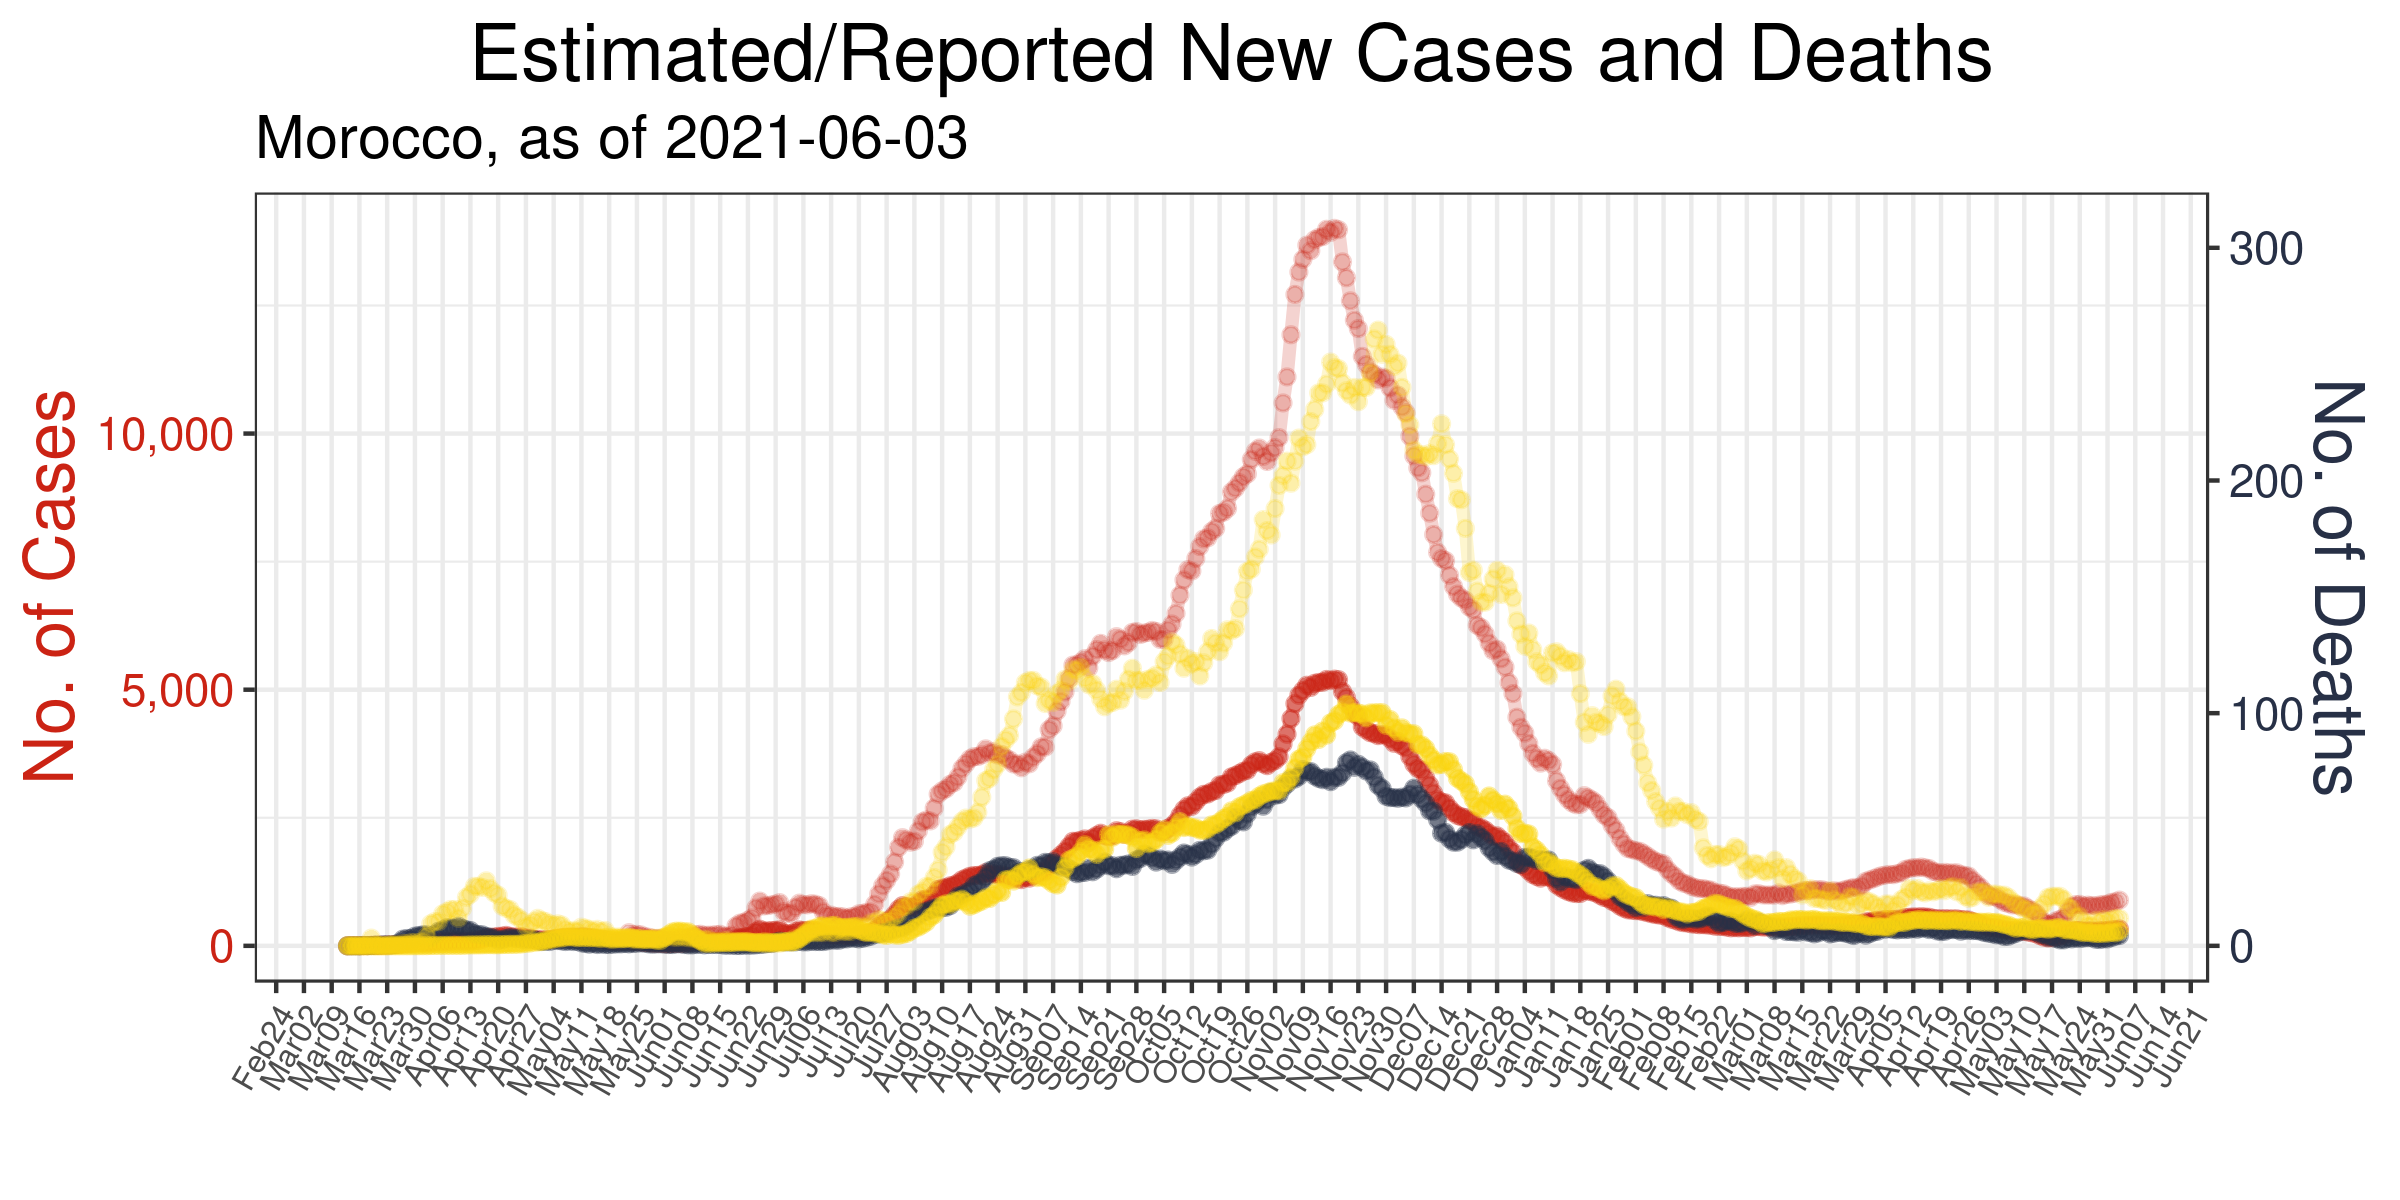 Estimated/Reported New Cases and Deaths
Morocco, as of 2021-06-03
No. of Cases
10,000
5,000
0
300
200
100
0
No. of Deaths
Feb24
Mar02
Mar09
Mar16
Mar23
Mar30
Apr06
Apr13
Apr20
Apr27
May04
May11
May18
May25
Jun01
Jun08
Jun15
Jun22
Jun29
Jul06
Jul13
Jul20
Jul27
Aug03
Aug10
Aug17
Aug24
Aug31
Sep07
Sep14
Sep21
Sep28
Oct05
Oct12
Oct19
Oct26
Nov02
Nov09
Nov16
Nov23
Nov30
Dec07
Dec14
Dec21
Dec28
Jan04
Jan11
Jan18
Jan25
Feb01
Feb08
Feb15
Feb22
Mar01
Mar08
Mar15
Mar22
Mar29
Apr05
Apr12
Apr19
Apr26
May03
May10
May17
May24
May31
Jun07
Jun14
Jun21